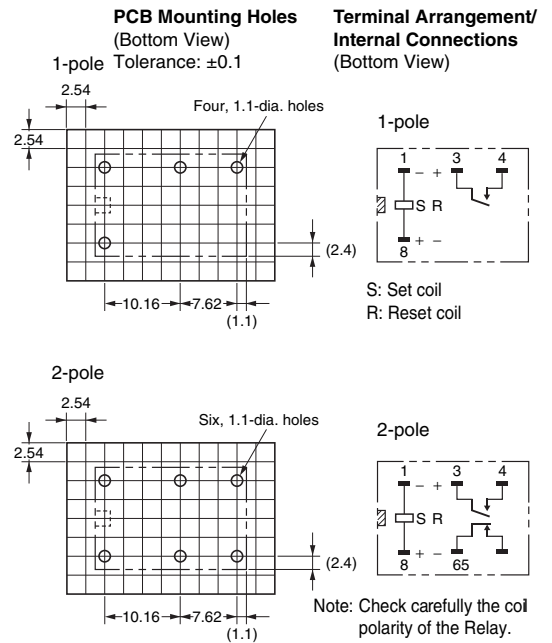 PCB Mounting Holes
(Bottom View)
Tolerance: ±0.1
Terminal Arrangement/
Internal Connections
(Bottom View)
1-pole
2.54
2.54
Four, 1.1-dia. holes
(2.4)
10.16
7.62
(1.1)
1-pole
1 - + 3 4
S R
8 + -
S: Set coil
R: Reset coil
2-pole
2.54
2.54
Six, 1.1-dia. holes
(2.4)
10.16
7.62
(1.1)
2-pole
1 - + 3 4
S R
8 + - 65
Note: Check carefully the coil
polarity of the Relay.